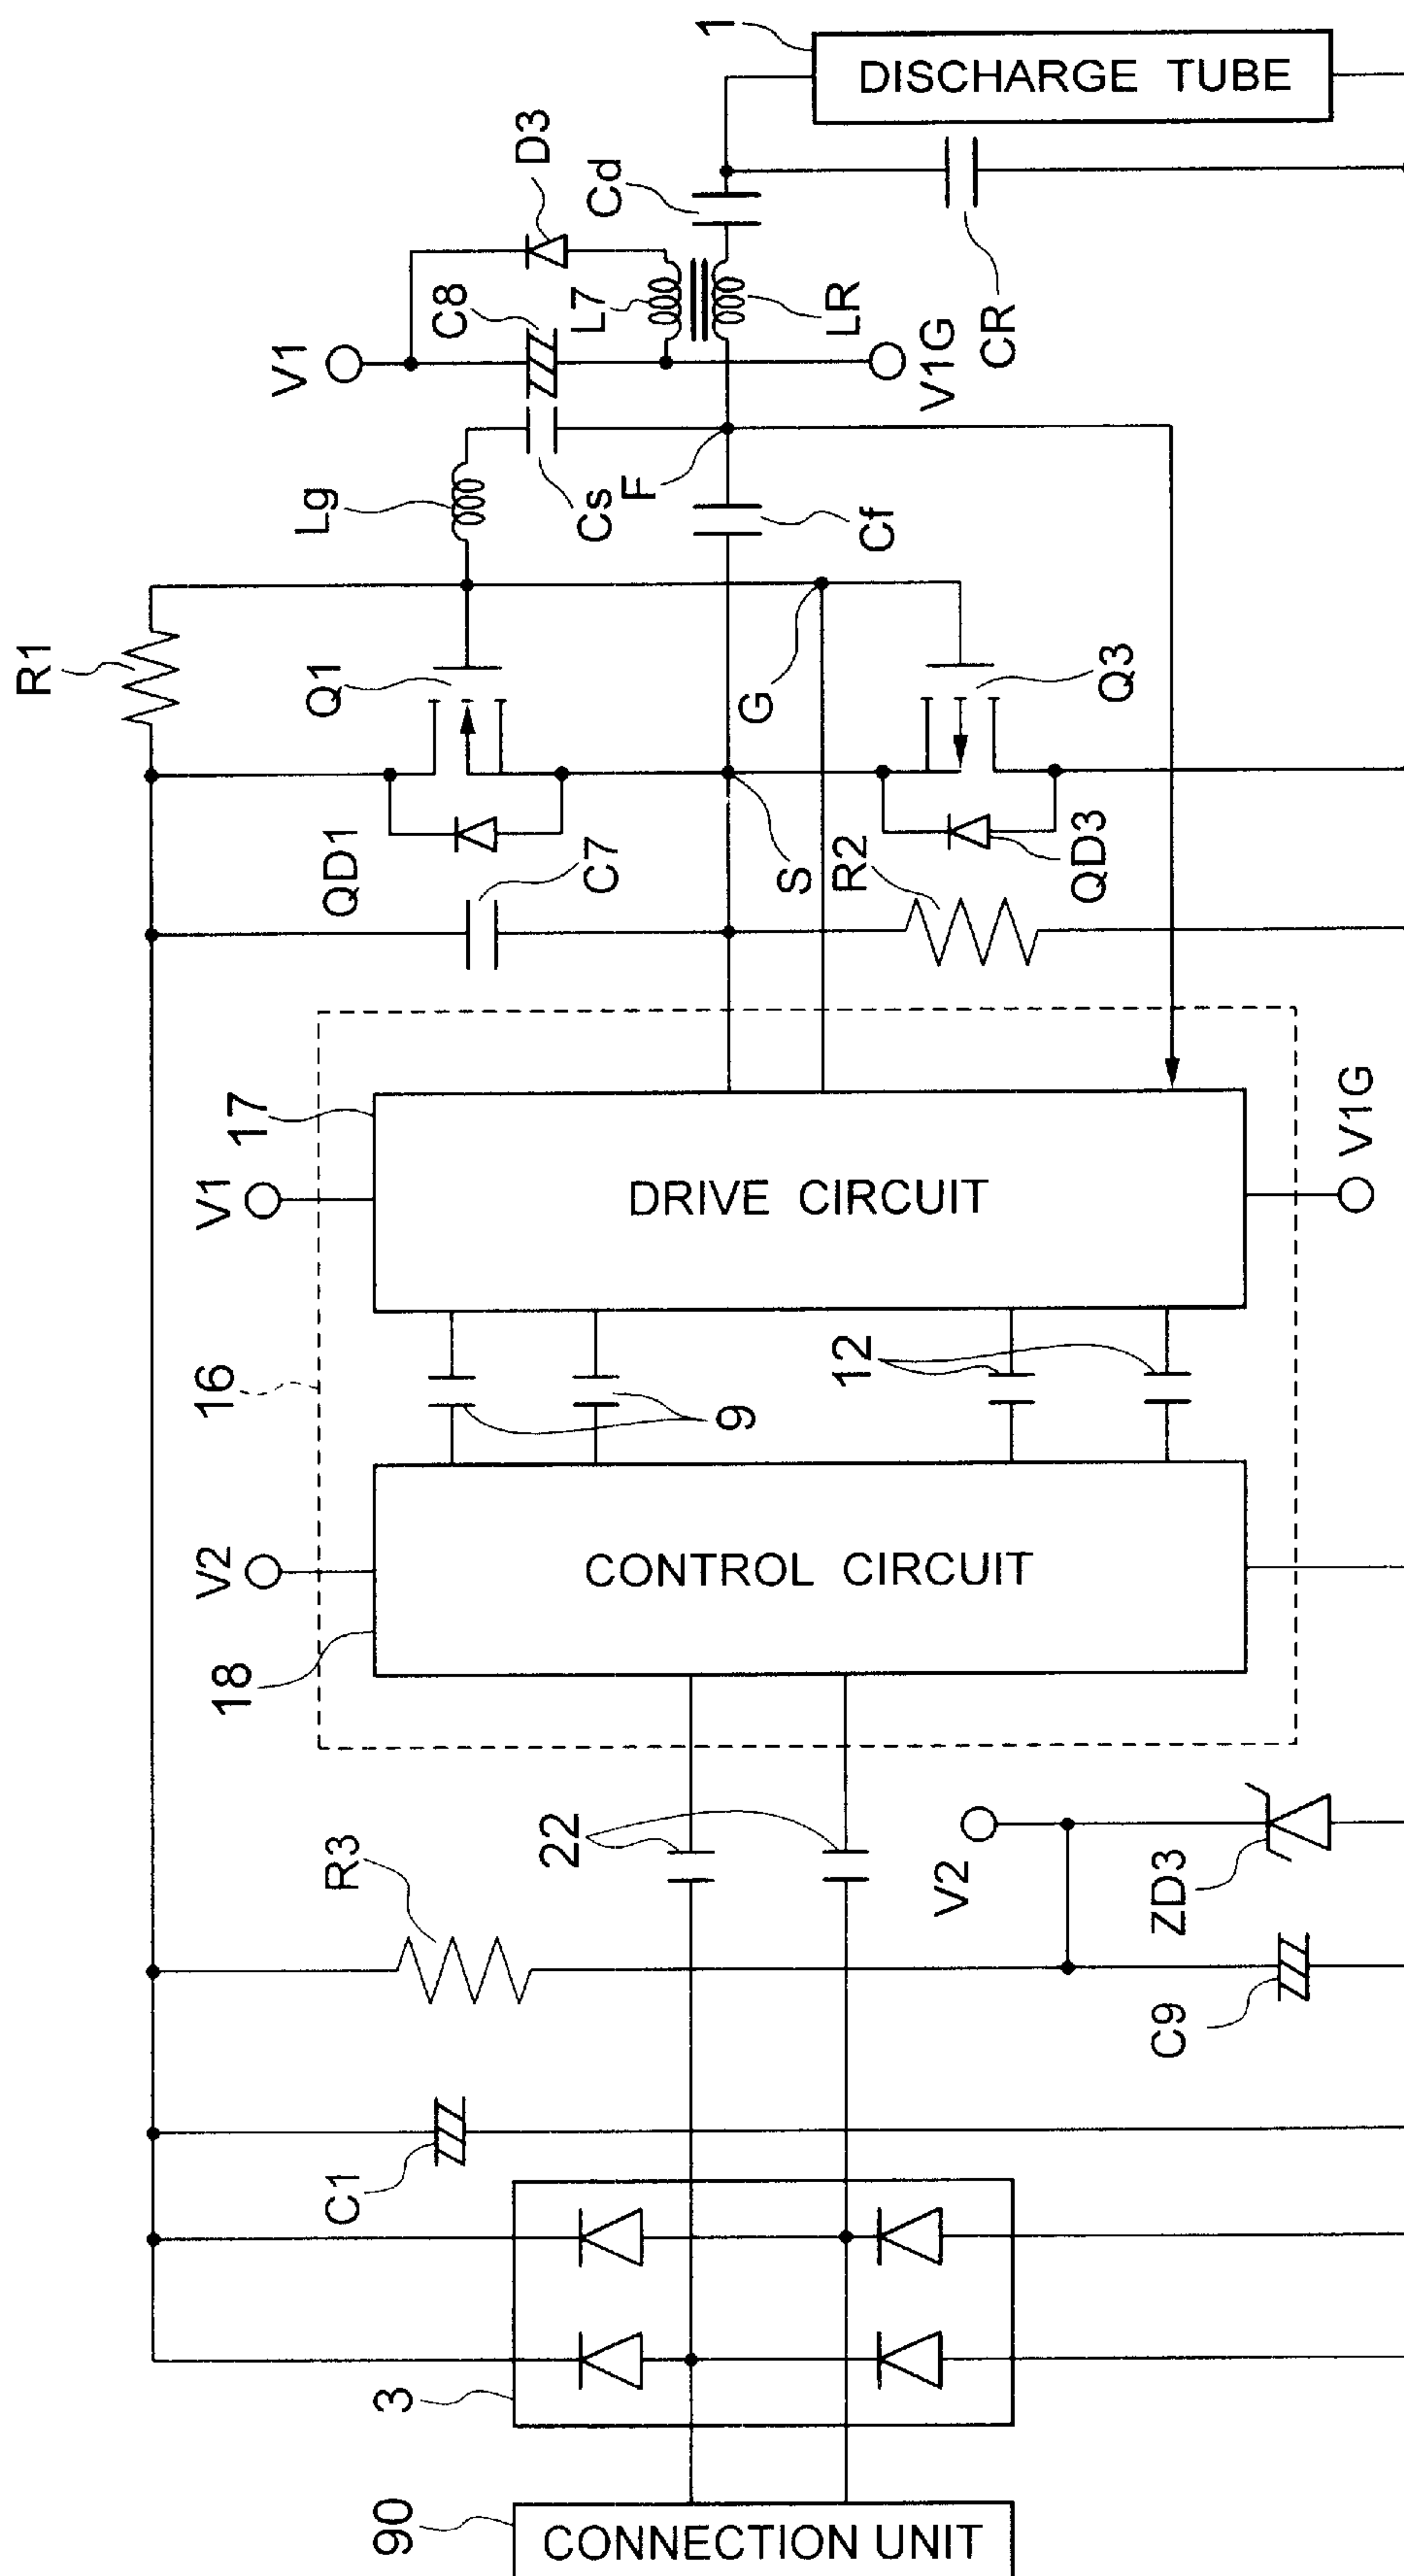 1
DISCHARGE TUBE
D3
Cd
C8
L7
LR
CR
V1
V1G
Lg
Cs
F
Cf
R1
Q1
G
Q3
QD1
C7
S
R2
QD3
17
V1
DRIVE CIRCUIT
V1G
16
9
12
V2
CONTROL CIRCUIT
18
R3
22
V2
ZD3
C9
C1
3
90
CONNECTION UNIT